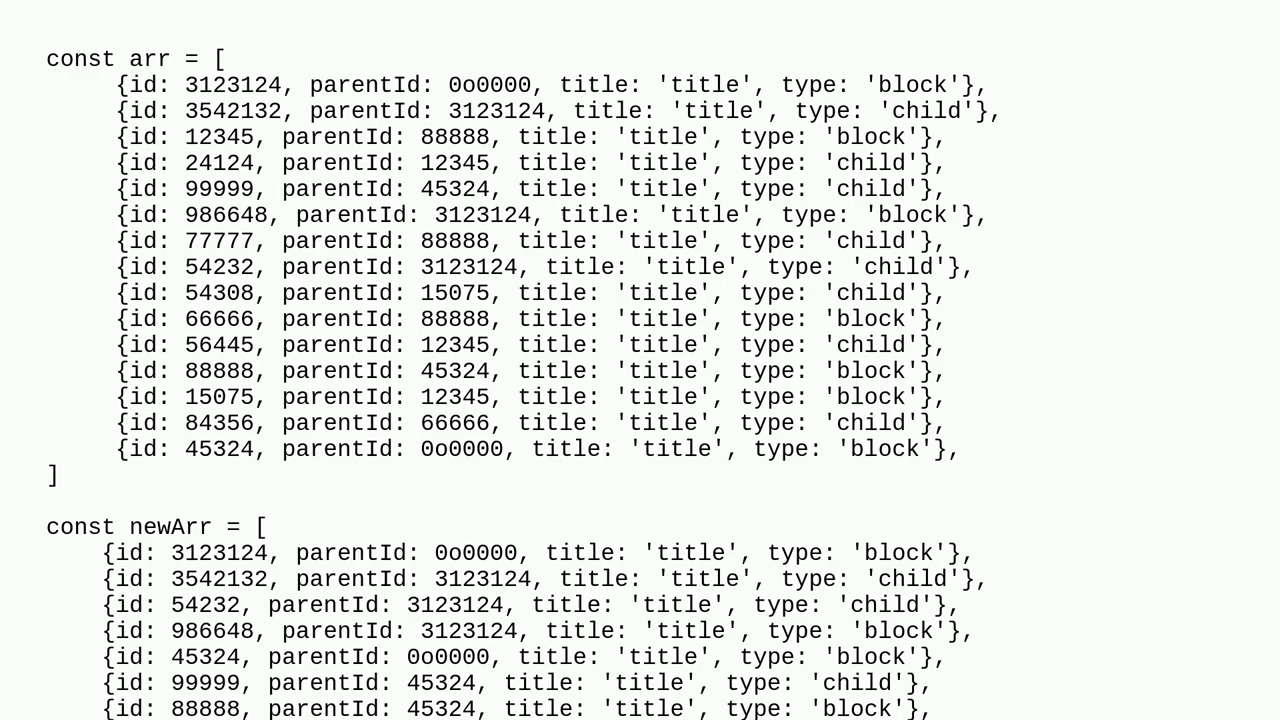 const arr = [
{id: 3123124, parentId: 0o0000, title: 'title', type: 'block'},
{id: 3542132, parentId: 3123124, title: 'title', type: 'child'},
{id: 12345, parentId: 88888, title: 'title', type: 'block'},
{id: 24124, parentId: 12345, title: 'title', type: 'child'},
{id: 99999, parentId: 45324, title: 'title', type: 'child'},
{id: 986648, parentId: 3123124, title: 'title', type: 'block'},
{id: 77777, parentId: 88888, title: 'title', type: 'child'},
{id: 54232, parentId: 3123124, title: 'title', type: 'child'},
{id: 54308, parentId: 15075, title: 'title', type: 'child'},
{id: 66666, parentId: 88888, title: 'title', type: 'block'},
{id: 56445, parentId: 12345, title: 'title', type: 'child'},
{id: 88888, parentId: 45324, title: 'title', type: 'block'},
{id: 15075, parentId: 12345, title: 'title', type: 'block'},
{id: 84356, parentId: 66666, title: 'title', type: 'child'},
{id: 45324, parentId: 0o0000, title: 'title', type: 'block'},
]
const newArr = [
{id: 3123124, parentId: 0o0000, title: 'title', type: 'block'},
{id: 3542132, parentId: 3123124, title: 'title', type: 'child'},
{id: 54232, parentId: 3123124, title: 'title', type: 'child'},
{id: 986648, parentId: 3123124, title: 'title', type: 'block'},
{id: 45324, parentId: 0o0000, title: 'title', type: 'block'},
{id: 99999, parentId: 45324, title: 'title', type: 'child'},
{id: 88888, parentId: 45324, title: 'title', type: 'block'},